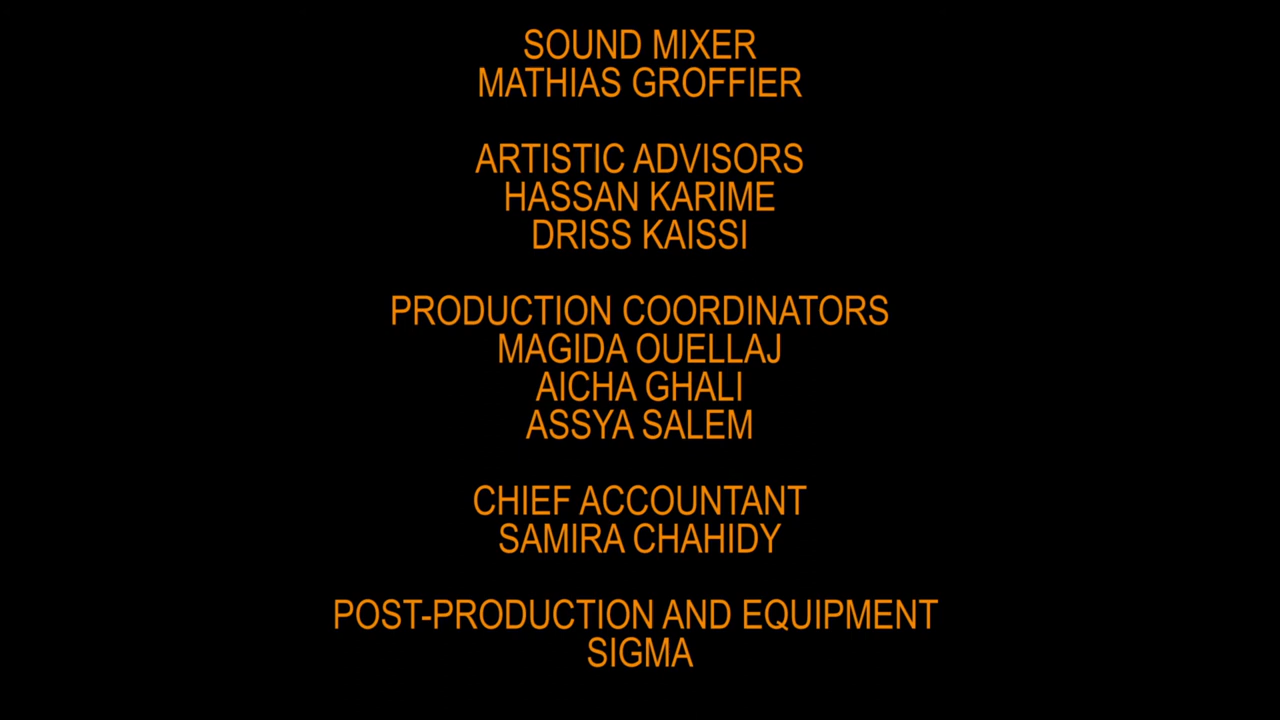 SOUND MIXER
MATHIAS GROFFIER
ARTISTIC ADVISORS
HASSAN KARIME
DRISS KAISSI
PRODUCTION COORDINATORS
MAGIDA OUELLAJ
AICHA GHALI
ASSYA SALEM
CHIEF ACCOUNTANT
SAMIRA CHAHIDY
POST-PRODUCTION AND EQUIPMENT
SIGMA